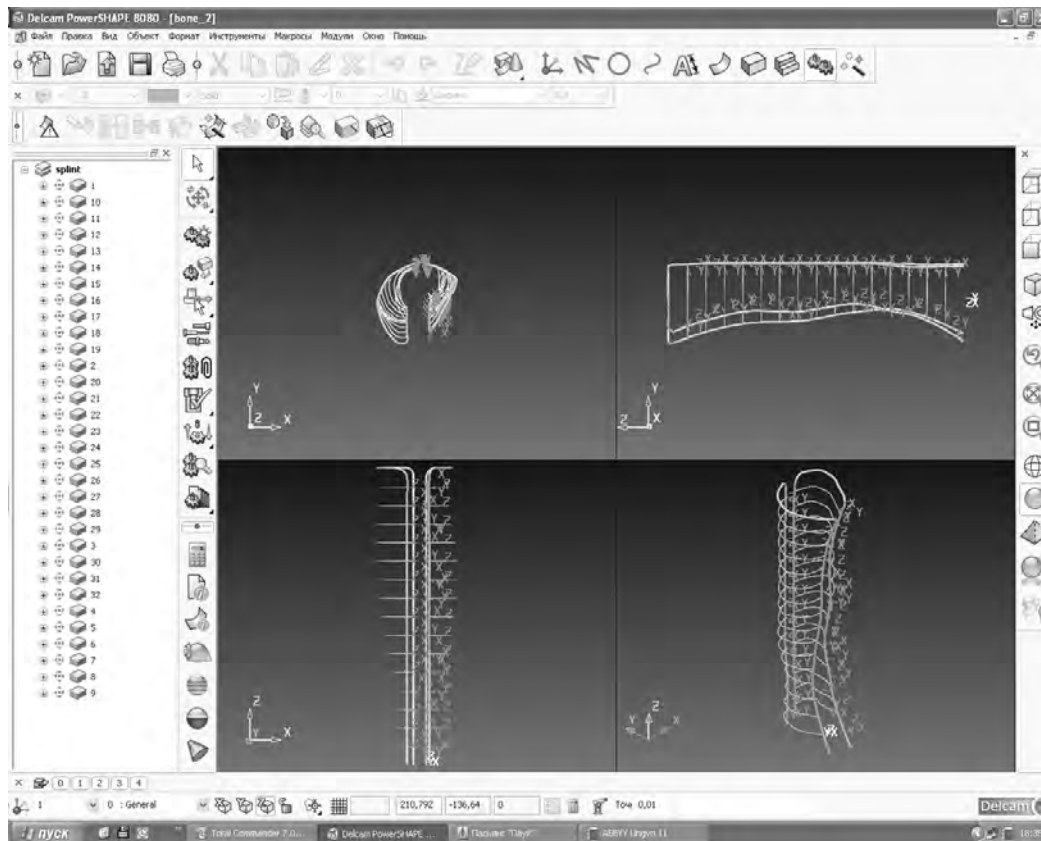 Delcam PowerSHAPE 8080 - [bone_2]
Файл Правка Вид Объект Формат Инструменты Макросы Модули Окно Помощь
splint
1
10
11
12
13
14
15
16
17
18
19
2
20
21
22
23
24
25
26
27
28
29
3
30
31
32
4
5
6
7
8
9
Y
Z X
Y
Z X
Z
Y X
Z
Y X
0 1 2 3 4
1 0 : General 210,792 -136,64 0 Точн 0,01 Delcam
пуск Total Commander 7.0... Delcam PowerSHAPE ... ABBYY Lingvo 11